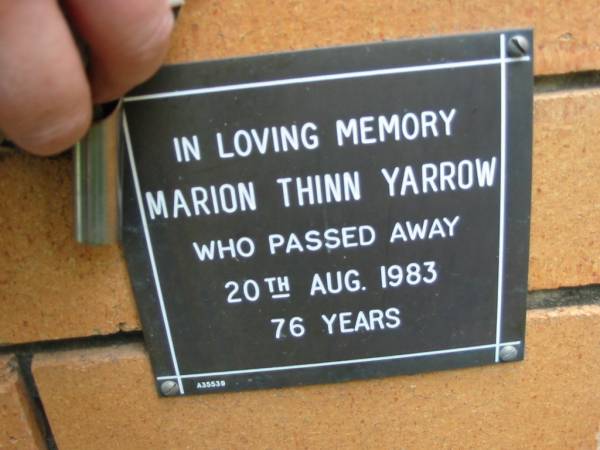 IN LOVING MEMORY
MARION THINN YARROW
WHO PASSED AWAY
20TH AUG. 1983
76 YEARS
A35539